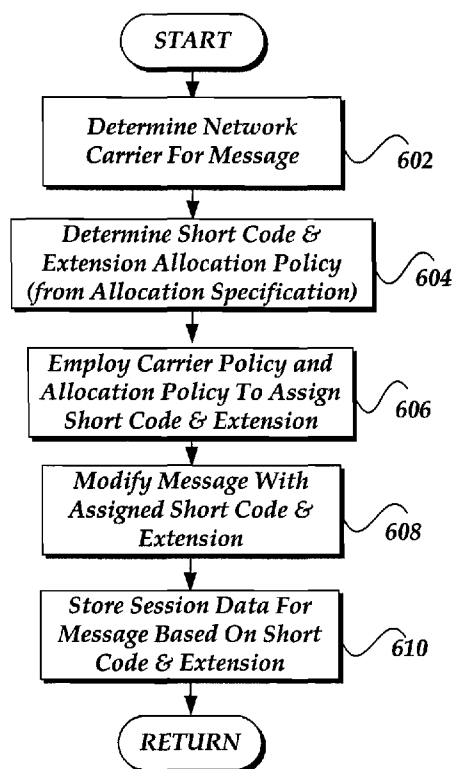 START
Determine Network
Carrier For Message
602
Determine Short Code &
Extension Allocation Policy
(from Allocation Specification)
604
Employ Carrier Policy and
Allocation Policy To Assign
Short Code & Extension
606
Modify Message With
Assigned Short Code &
Extension
608
Store Session Data For
Message Based On Short
Code & Extension
610
RETURN